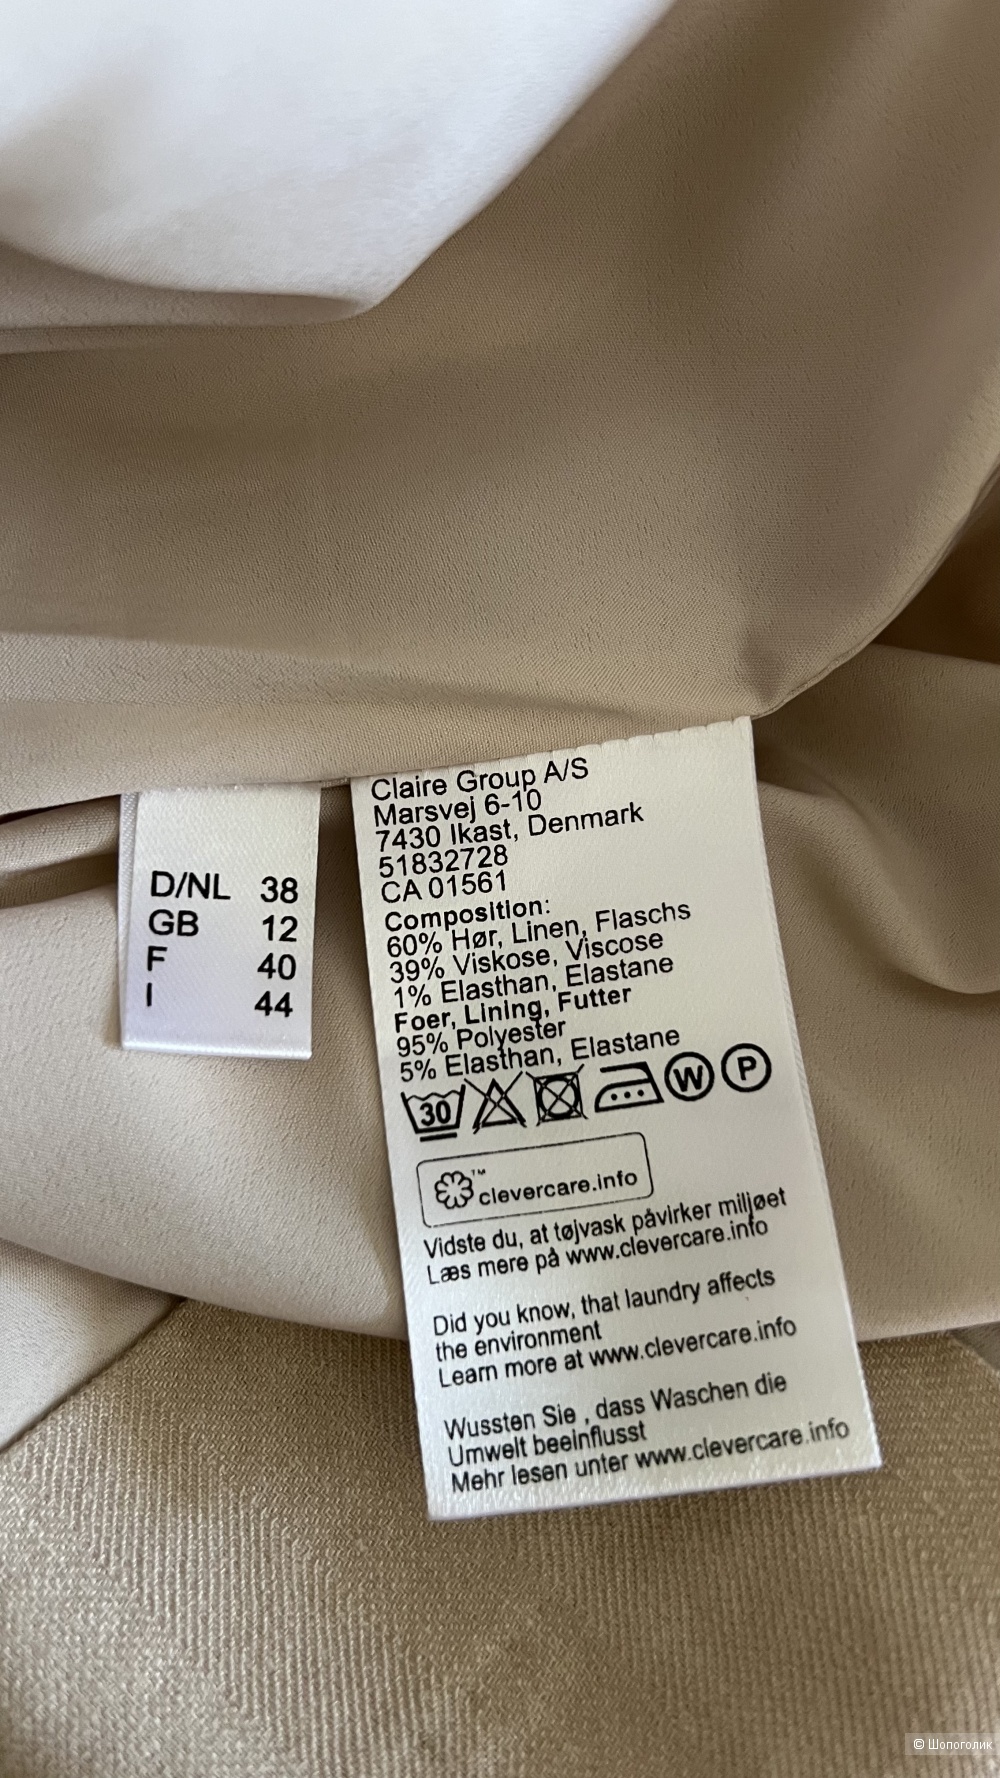 D/NL 38
GB 12
F 40
I 44
Claire Group A/S
Marsvej 6-10
7430 Ikast, Denmark
51832728
CA 01561
Composition:
60% Hør, Linen, Flaschs
39% Viskose, Viscose
1% Elasthan, Elastane
Foer, Lining, Futter
95% Polyester
5% Elasthan, Elastane
30 W P
™ clevercare.info
Vidste du, at tøjvask påvirker miljøet
Læs mere på www.clevercare.info
Did you know, that laundry affects
the environment
Learn more at www.clevercare.info
Wussten Sie , dass Waschen die
Umwelt beeinflusst
Mehr lesen unter www.clevercare.info
© Шопоголик